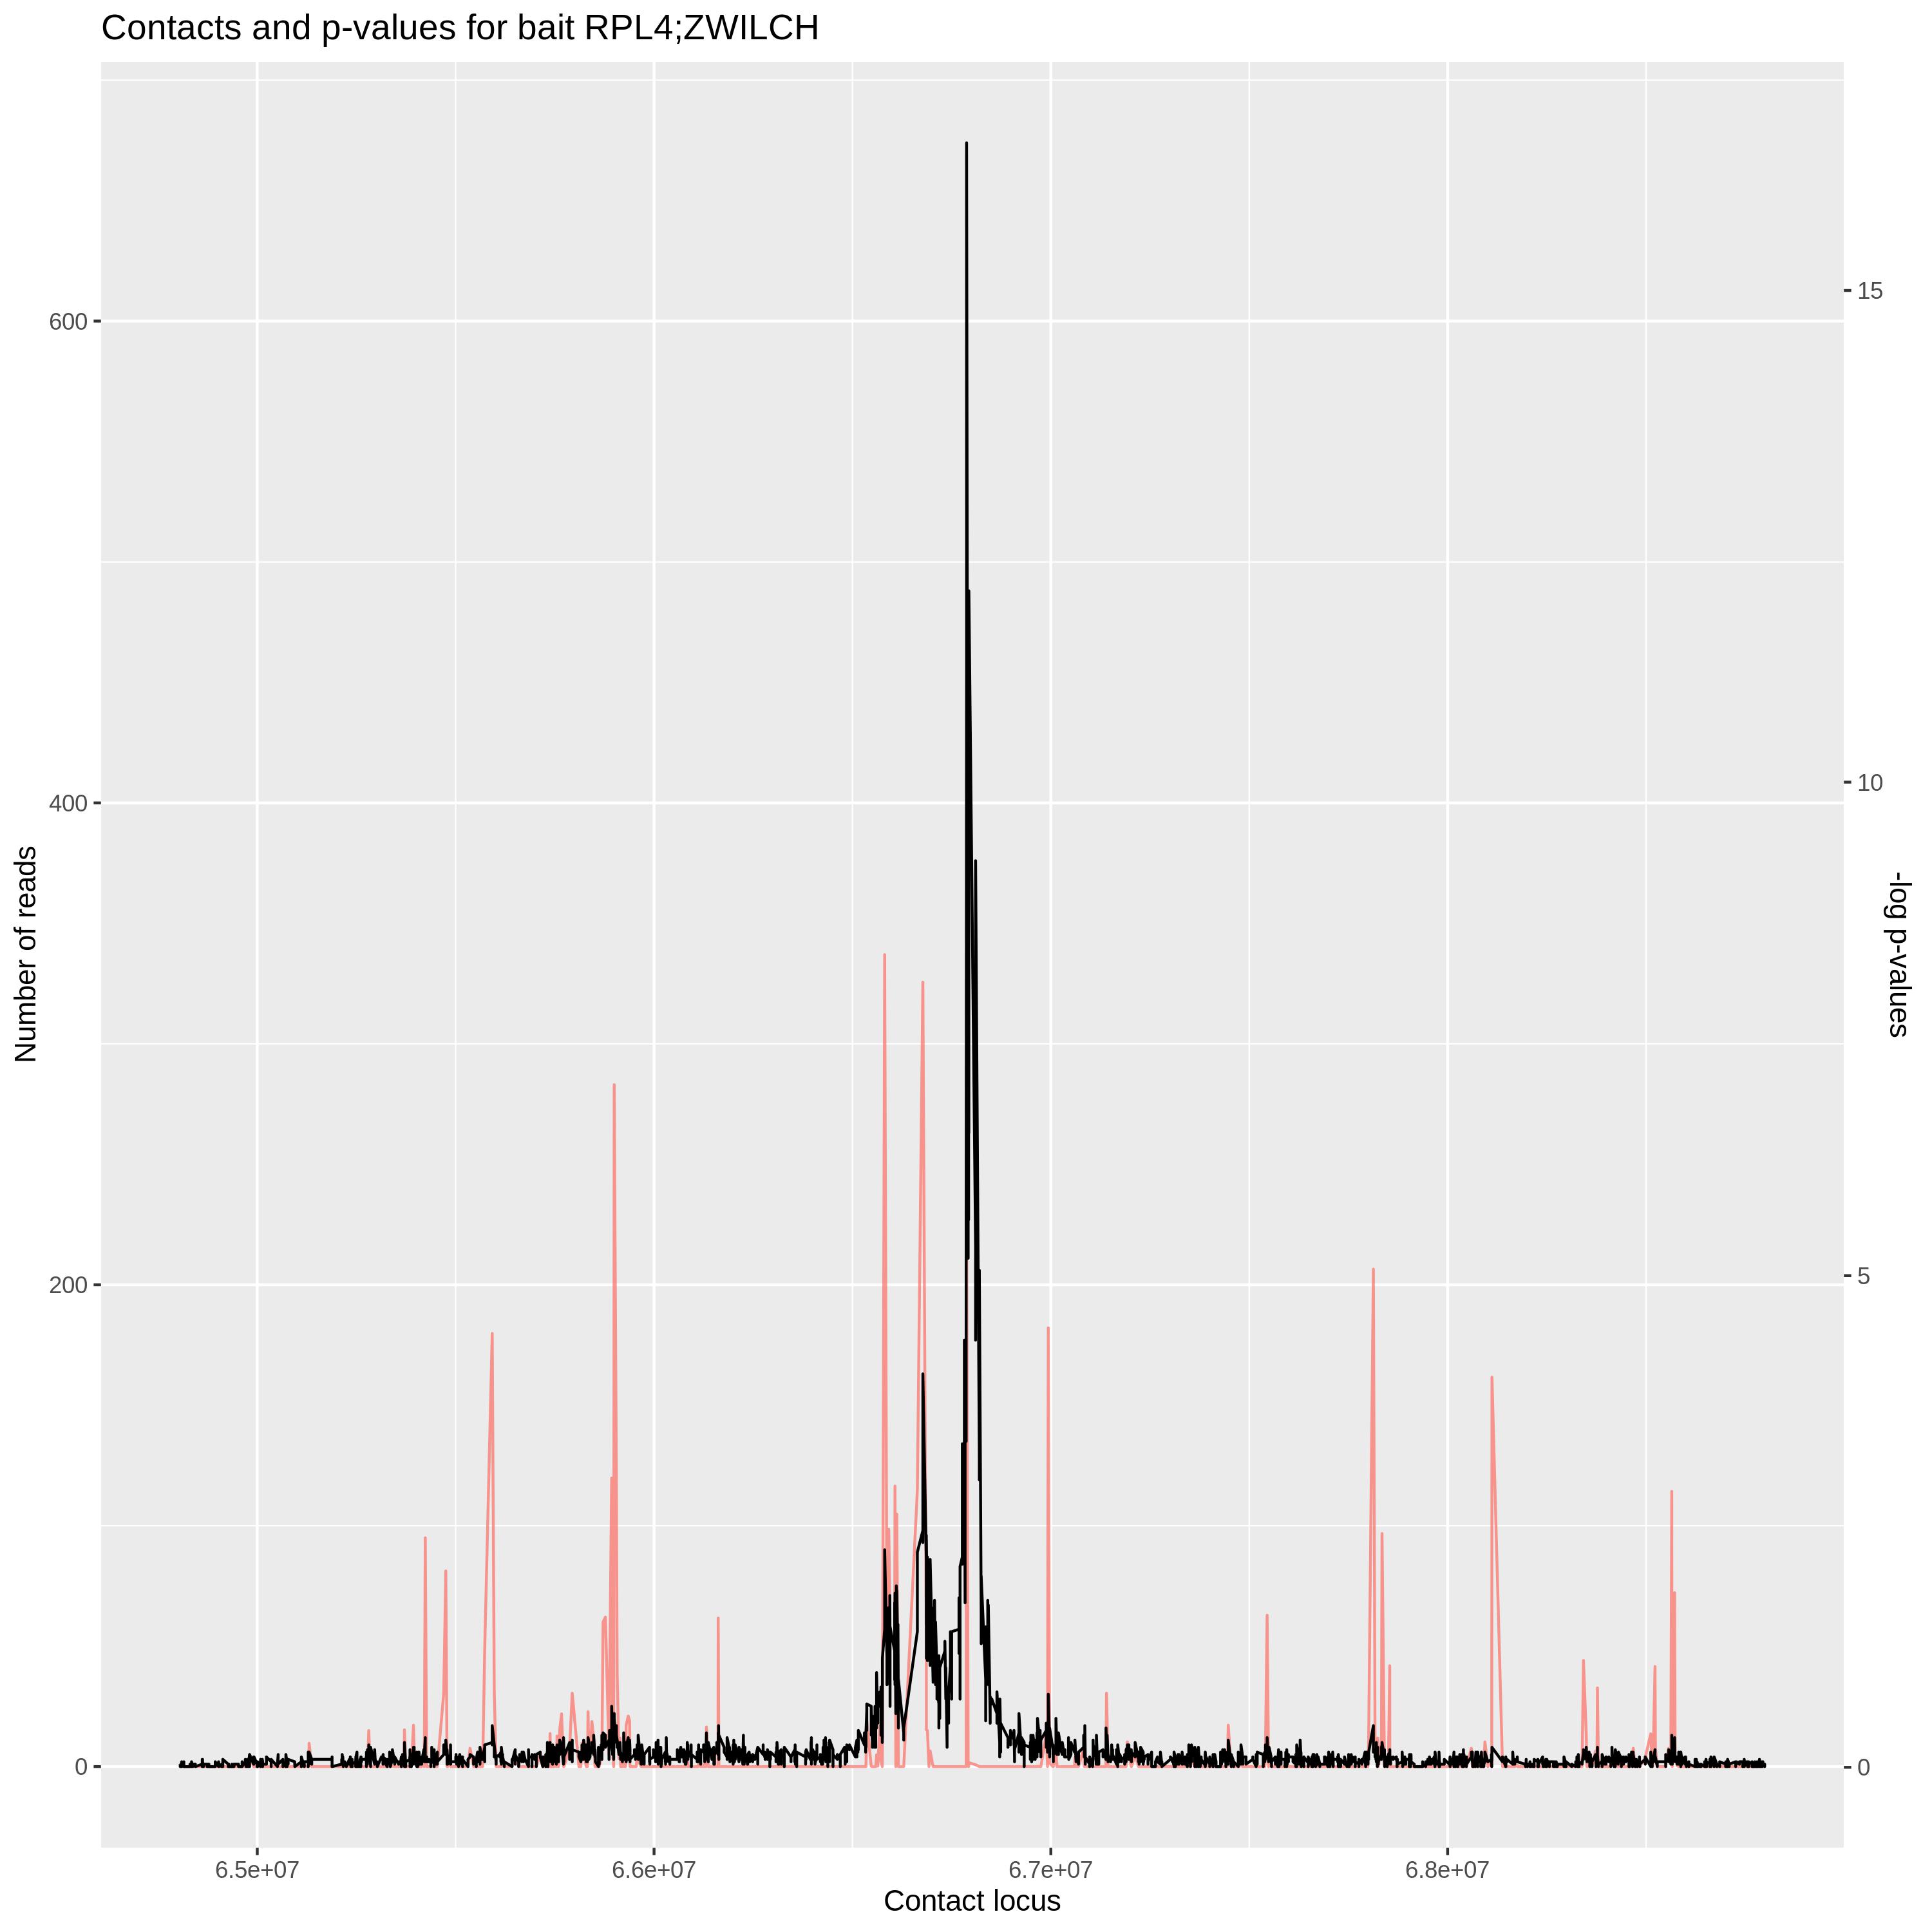 Contacts and p-values for bait RPL4;ZWILCH
Number of reads
600
400
200
0
15
10
5
0
-log p-values
6.5e+07
6.6e+07
6.7e+07
6.8e+07
Contact locus